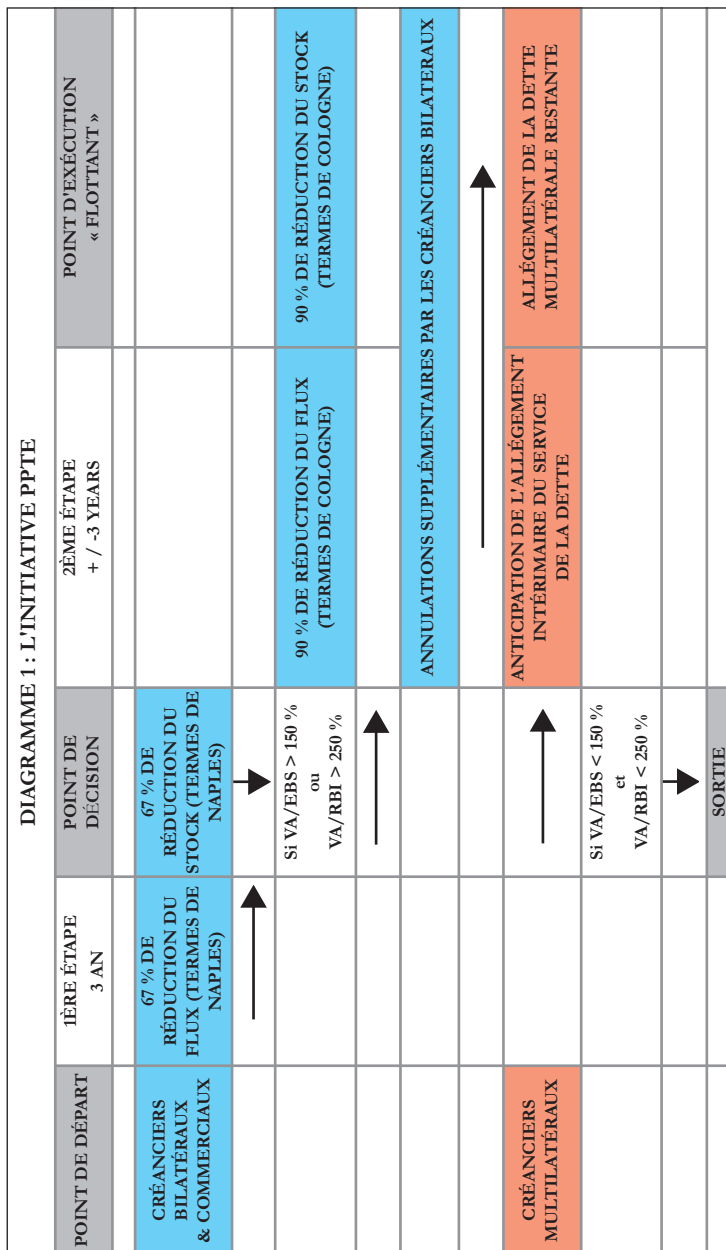 DIAGRAMME 1 : L'INITIATIVE PPTE
POINT DE DÉPART
1ÈRE ÉTAPE
3 AN
POINT DE
DÉCISION
2ÈME ÉTAPE
+ / -3 YEARS
POINT D'EXÉCUTION
« FLOTTANT »
CRÉANCIERS
BILATÉRAUX
& COMMERCIAUX
67 % DE
RÉDUCTION DU
FLUX (TERMES DE
NAPLES)
67 % DE
RÉDUCTION DU
STOCK (TERMES DE
NAPLES)
Si VA/EBS > 150 %
ou
VA/RBI > 250 %
90 % DE RÉDUCTION DU FLUX
(TERMES DE COLOGNE)
90 % DE RÉDUCTION DU STOCK
(TERMES DE COLOGNE)
ANNULATIONS SUPPLÉMENTAIRES PAR LES CRÉANCIERS BILATERAUX
CRÉANCIERS
MULTILATÉRAUX
ANTICIPATION DE L'ALLÉGEMENT
INTÉRIMAIRE DU SERVICE
DE LA DETTE
ALLÉGEMENT DE LA DETTE
MULTILATÉRALE RESTANTE
Si VA/EBS < 150 %
et
VA/RBI < 250 %
SORTIE